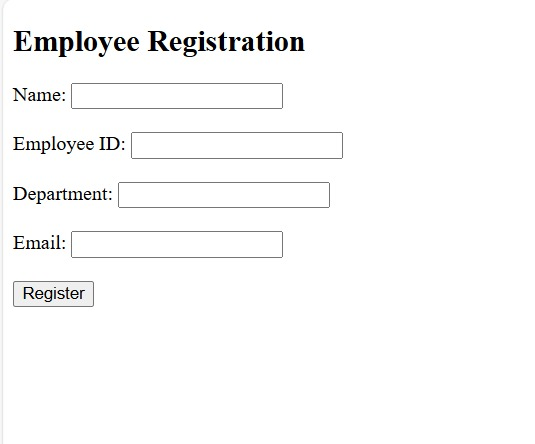 Employee Registration
Name:
Employee ID:
Department:
Email:
Register